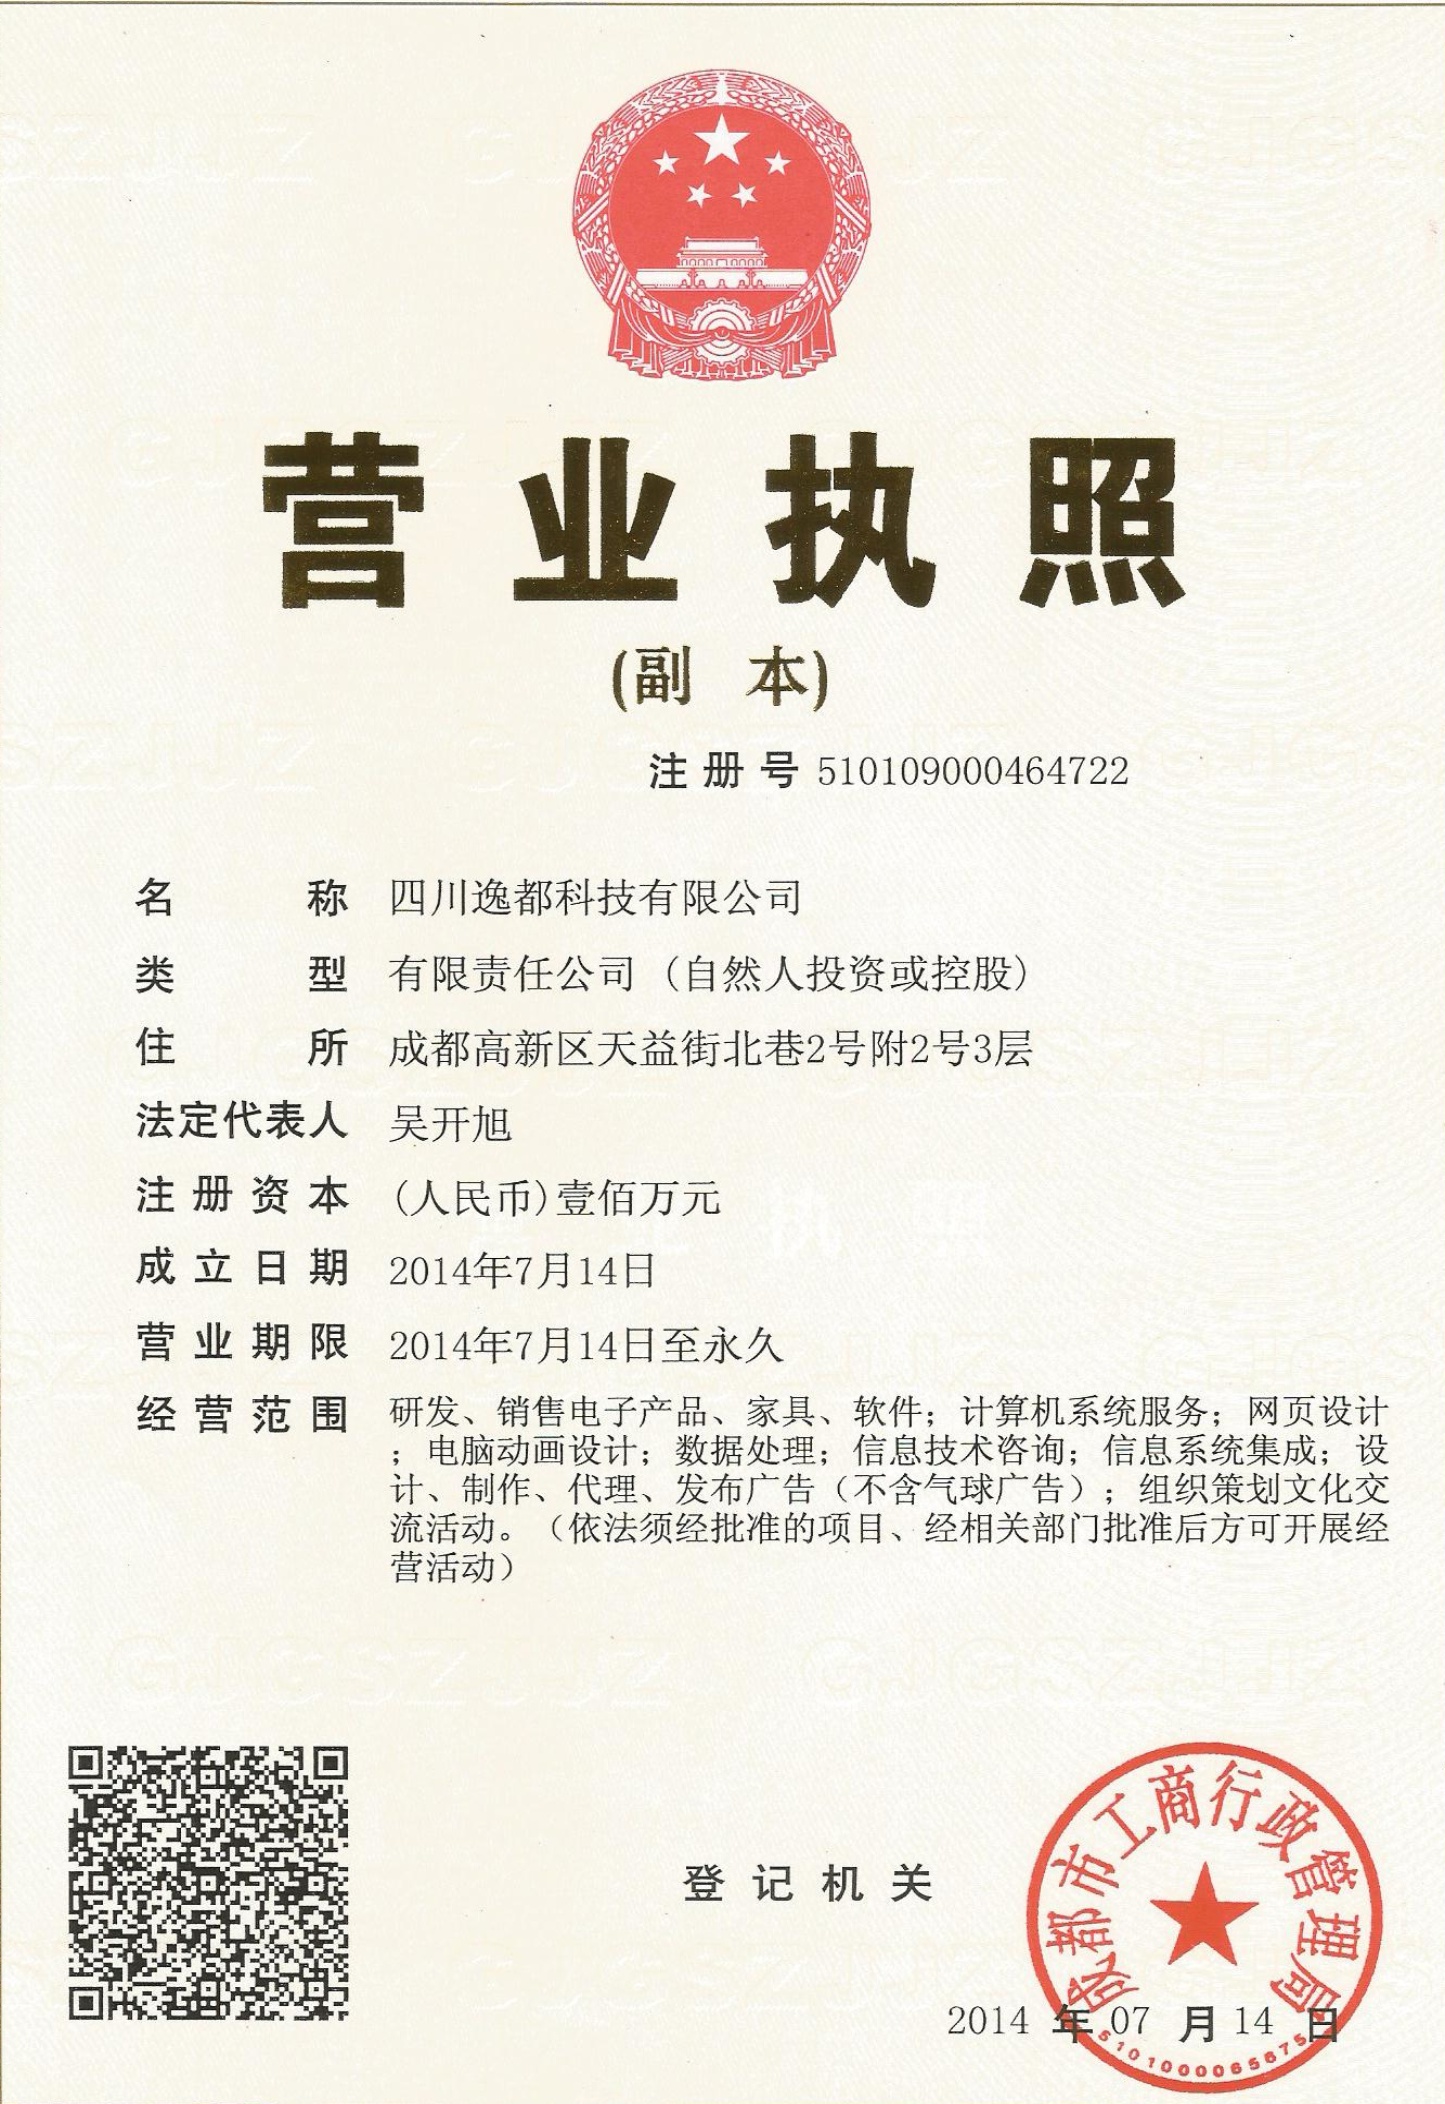 营业执照
(副 本)
注册号 510109000464722
名称 四川逸都科技有限公司
类型 有限责任公司（自然人投资或控股）
住所 成都高新区天益街北巷2号附2号3层
法定代表人 吴开旭
注册资本 (人民币)壹佰万元
成立日期 2014年7月14日
营业期限 2014年7月14日至永久
经营范围 研发、销售电子产品、家具、软件；计算机系统服务；网页设计
；电脑动画设计；数据处理；信息技术咨询；信息系统集成；设
计、制作、代理、发布广告（不含气球广告）；组织策划文化交
流活动。（依法须经批准的项目、经相关部门批准后方可开展经
营活动）
登记机关
成都市工商行政管理局
2014 年 07 月 14 日